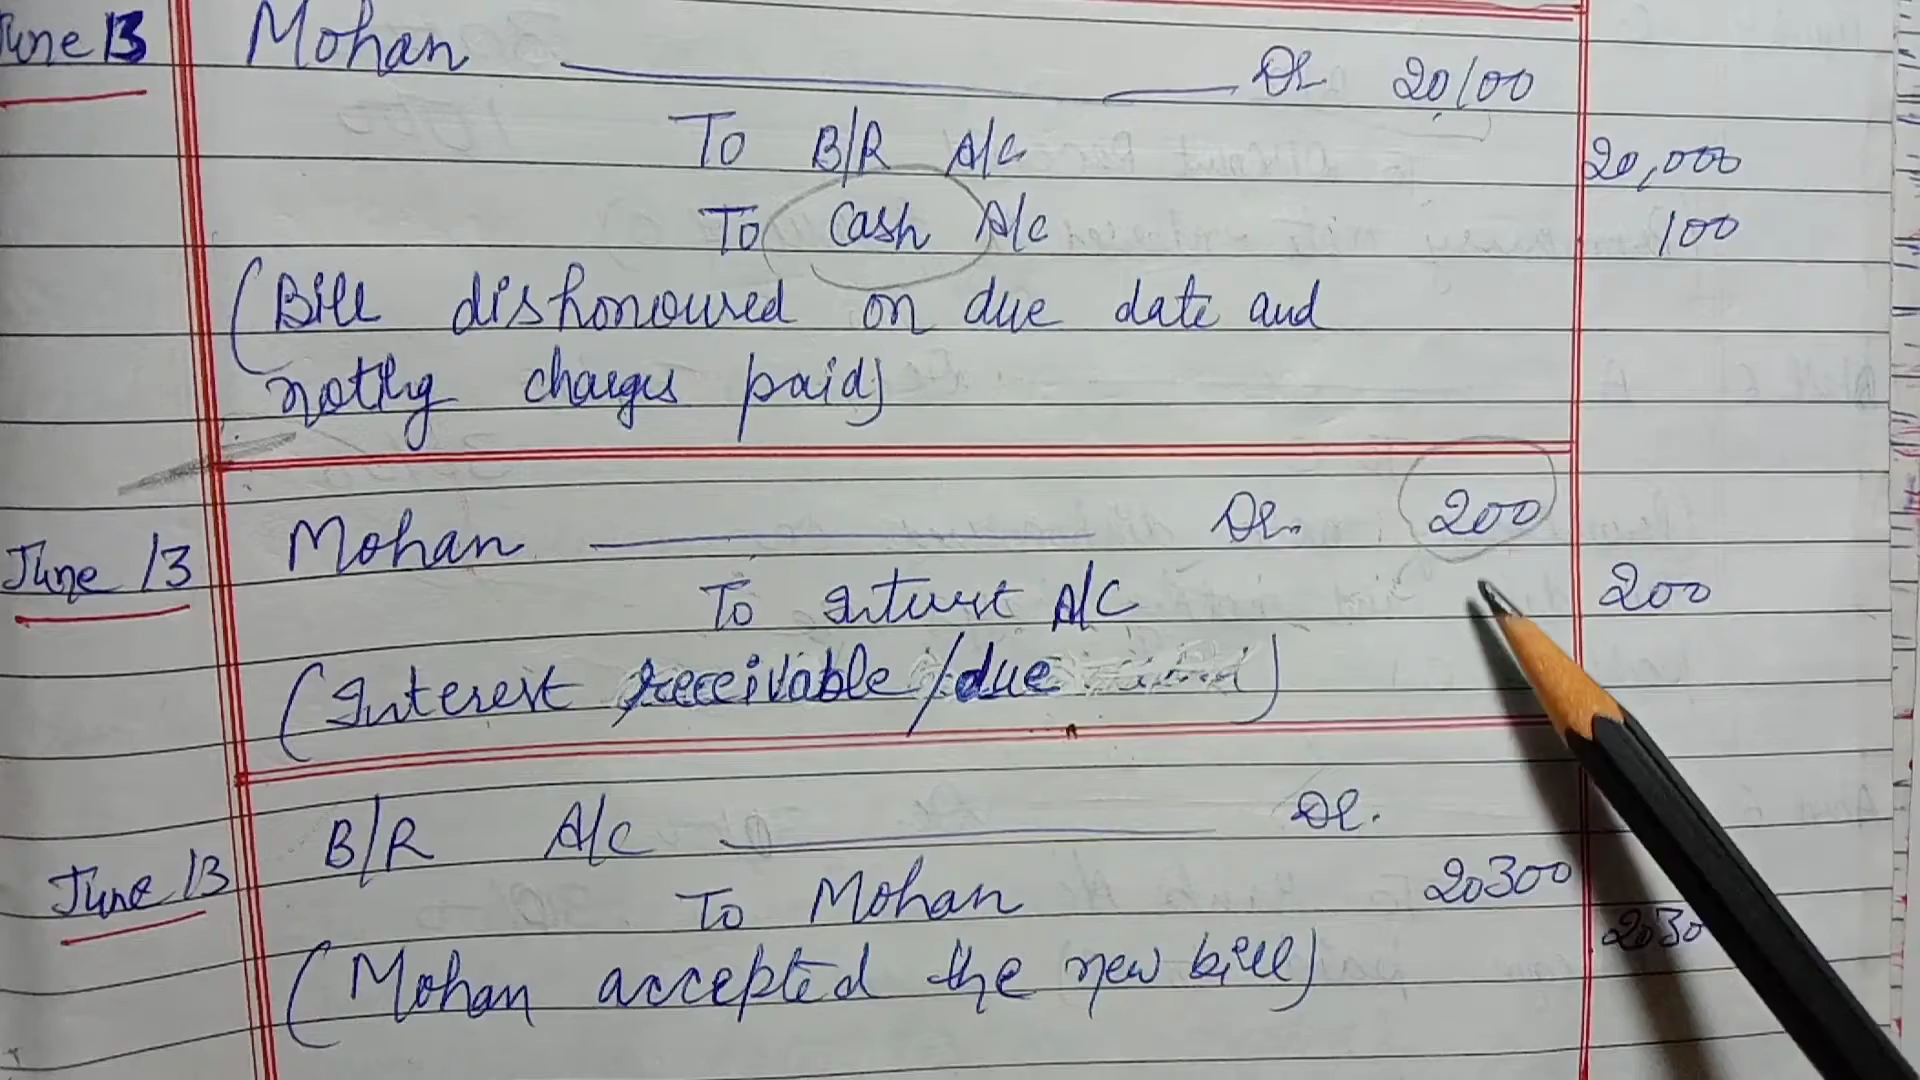 June 13 Mohan Dr. 20100
To B/R A/c 20,000
To Cash A/c 100
(Bill dishonoured on due date and
noting charges paid)
June 13 Mohan Dr. 200
To Interest A/C 200
(Interest receivable/due)
June 13 B/R A/c Dr. 20300
To Mohan
(Mohan accepted the new bill)